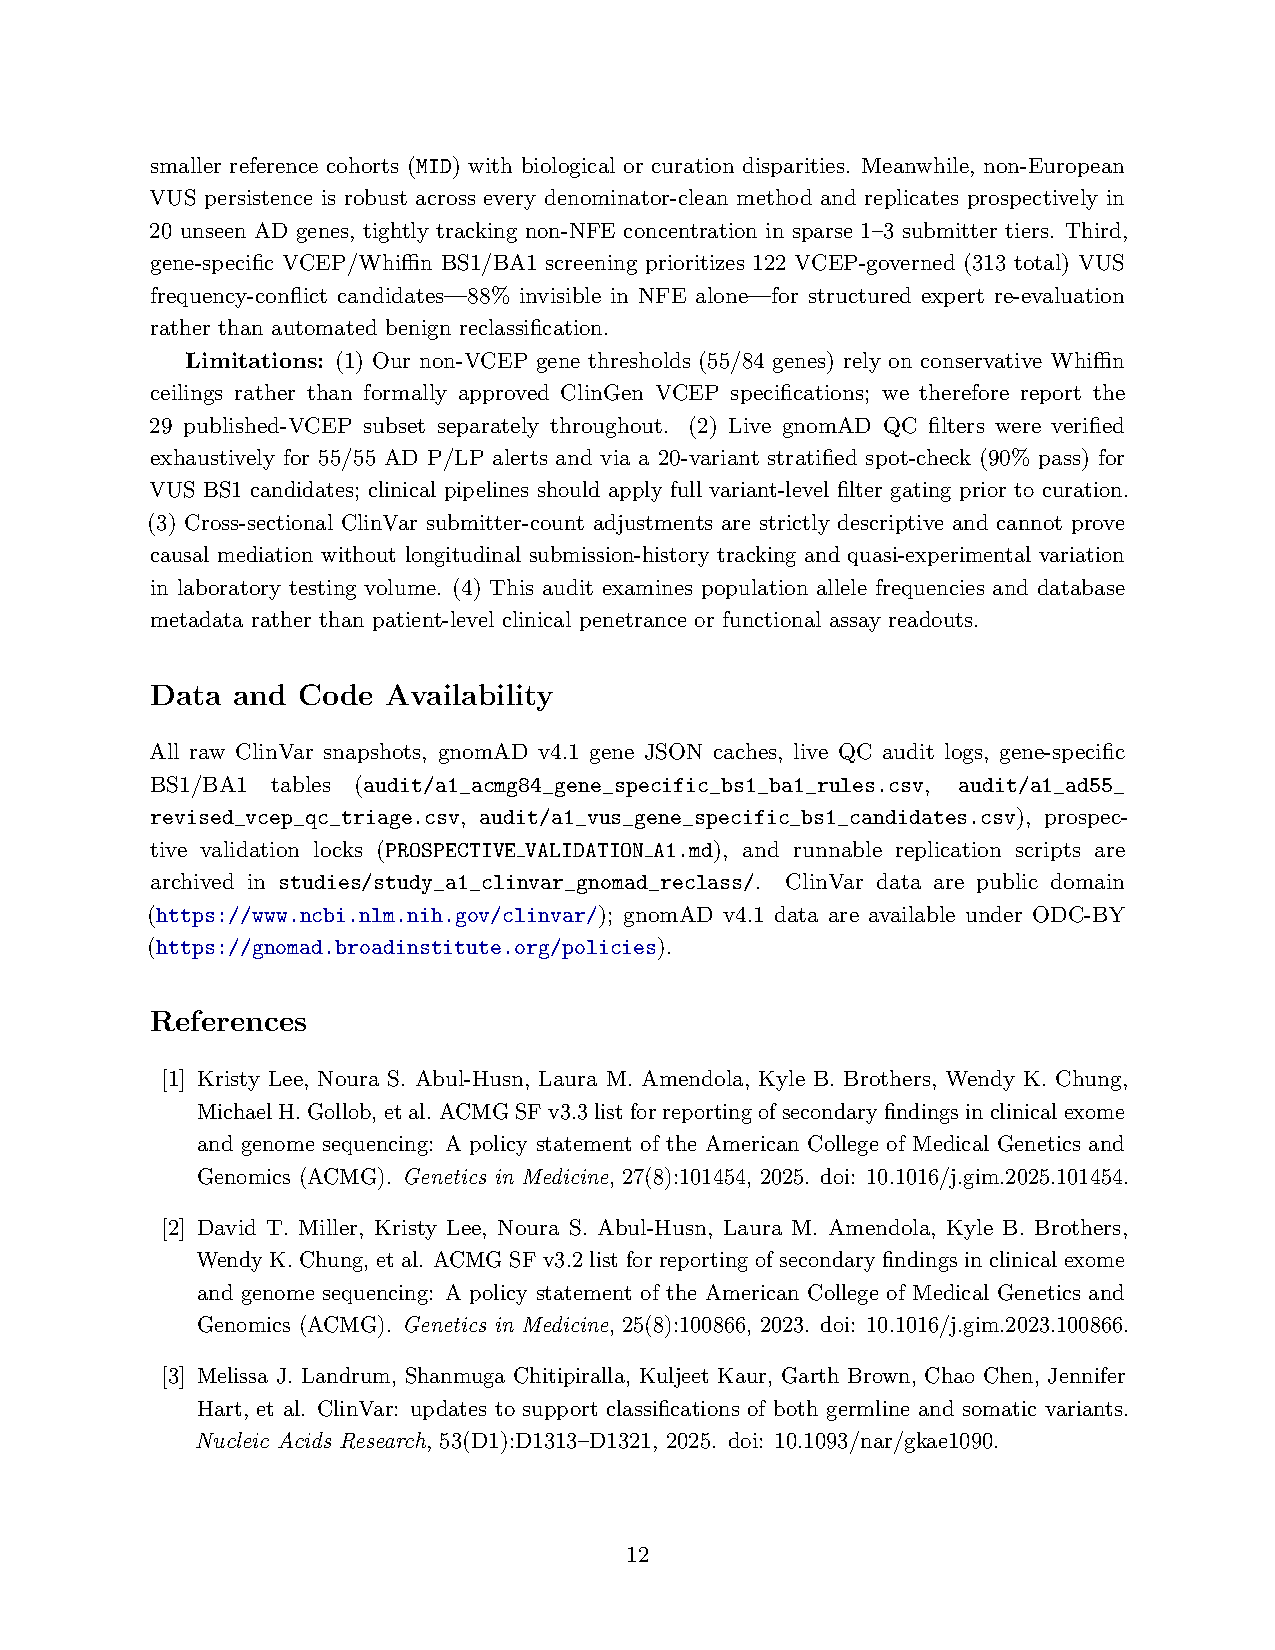 smaller reference cohorts (MID) with biological or curation disparities. Meanwhile, non-European
VUS persistence is robust across every denominator-clean method and replicates prospectively in
20 unseen AD genes, tightly tracking non-NFE concentration in sparse 1–3 submitter tiers. Third,
gene-specific VCEP/Whiffin BS1/BA1 screening prioritizes 122 VCEP-governed (313 total) VUS
frequency-conflict candidates—88% invisible in NFE alone—for structured expert re-evaluation
rather than automated benign reclassification.
Limitations: (1) Our non-VCEP gene thresholds (55/84 genes) rely on conservative Whiffin
ceilings rather than formally approved ClinGen VCEP specifications; we therefore report the
29 published-VCEP subset separately throughout. (2) Live gnomAD QC filters were verified
exhaustively for 55/55 AD P/LP alerts and via a 20-variant stratified spot-check (90% pass) for
VUS BS1 candidates; clinical pipelines should apply full variant-level filter gating prior to curation.
(3) Cross-sectional ClinVar submitter-count adjustments are strictly descriptive and cannot prove
causal mediation without longitudinal submission-history tracking and quasi-experimental variation
in laboratory testing volume. (4) This audit examines population allele frequencies and database
metadata rather than patient-level clinical penetrance or functional assay readouts.
Data and Code Availability
All raw ClinVar snapshots, gnomAD v4.1 gene JSON caches, live QC audit logs, gene-specific
BS1/BA1 tables (audit/a1_acmg84_gene_specific_bs1_ba1_rules.csv, audit/a1_ad55_
revised_vcep_qc_triage.csv, audit/a1_vus_gene_specific_bs1_candidates.csv), prospec-
tive validation locks (PROSPECTIVE_VALIDATION_A1.md), and runnable replication scripts are
archived in studies/study_a1_clinvar_gnomad_reclass/. ClinVar data are public domain
(https://www.ncbi.nlm.nih.gov/clinvar/); gnomAD v4.1 data are available under ODC-BY
(https://gnomad.broadinstitute.org/policies).
References
[1] Kristy Lee, Noura S. Abul-Husn, Laura M. Amendola, Kyle B. Brothers, Wendy K. Chung,
Michael H. Gollob, et al. ACMG SF v3.3 list for reporting of secondary findings in clinical exome
and genome sequencing: A policy statement of the American College of Medical Genetics and
Genomics (ACMG). Genetics in Medicine, 27(8):101454, 2025. doi: 10.1016/j.gim.2025.101454.
[2] David T. Miller, Kristy Lee, Noura S. Abul-Husn, Laura M. Amendola, Kyle B. Brothers,
Wendy K. Chung, et al. ACMG SF v3.2 list for reporting of secondary findings in clinical exome
and genome sequencing: A policy statement of the American College of Medical Genetics and
Genomics (ACMG). Genetics in Medicine, 25(8):100866, 2023. doi: 10.1016/j.gim.2023.100866.
[3] Melissa J. Landrum, Shanmuga Chitipiralla, Kuljeet Kaur, Garth Brown, Chao Chen, Jennifer
Hart, et al. ClinVar: updates to support classifications of both germline and somatic variants.
Nucleic Acids Research, 53(D1):D1313–D1321, 2025. doi: 10.1093/nar/gkae1090.
12